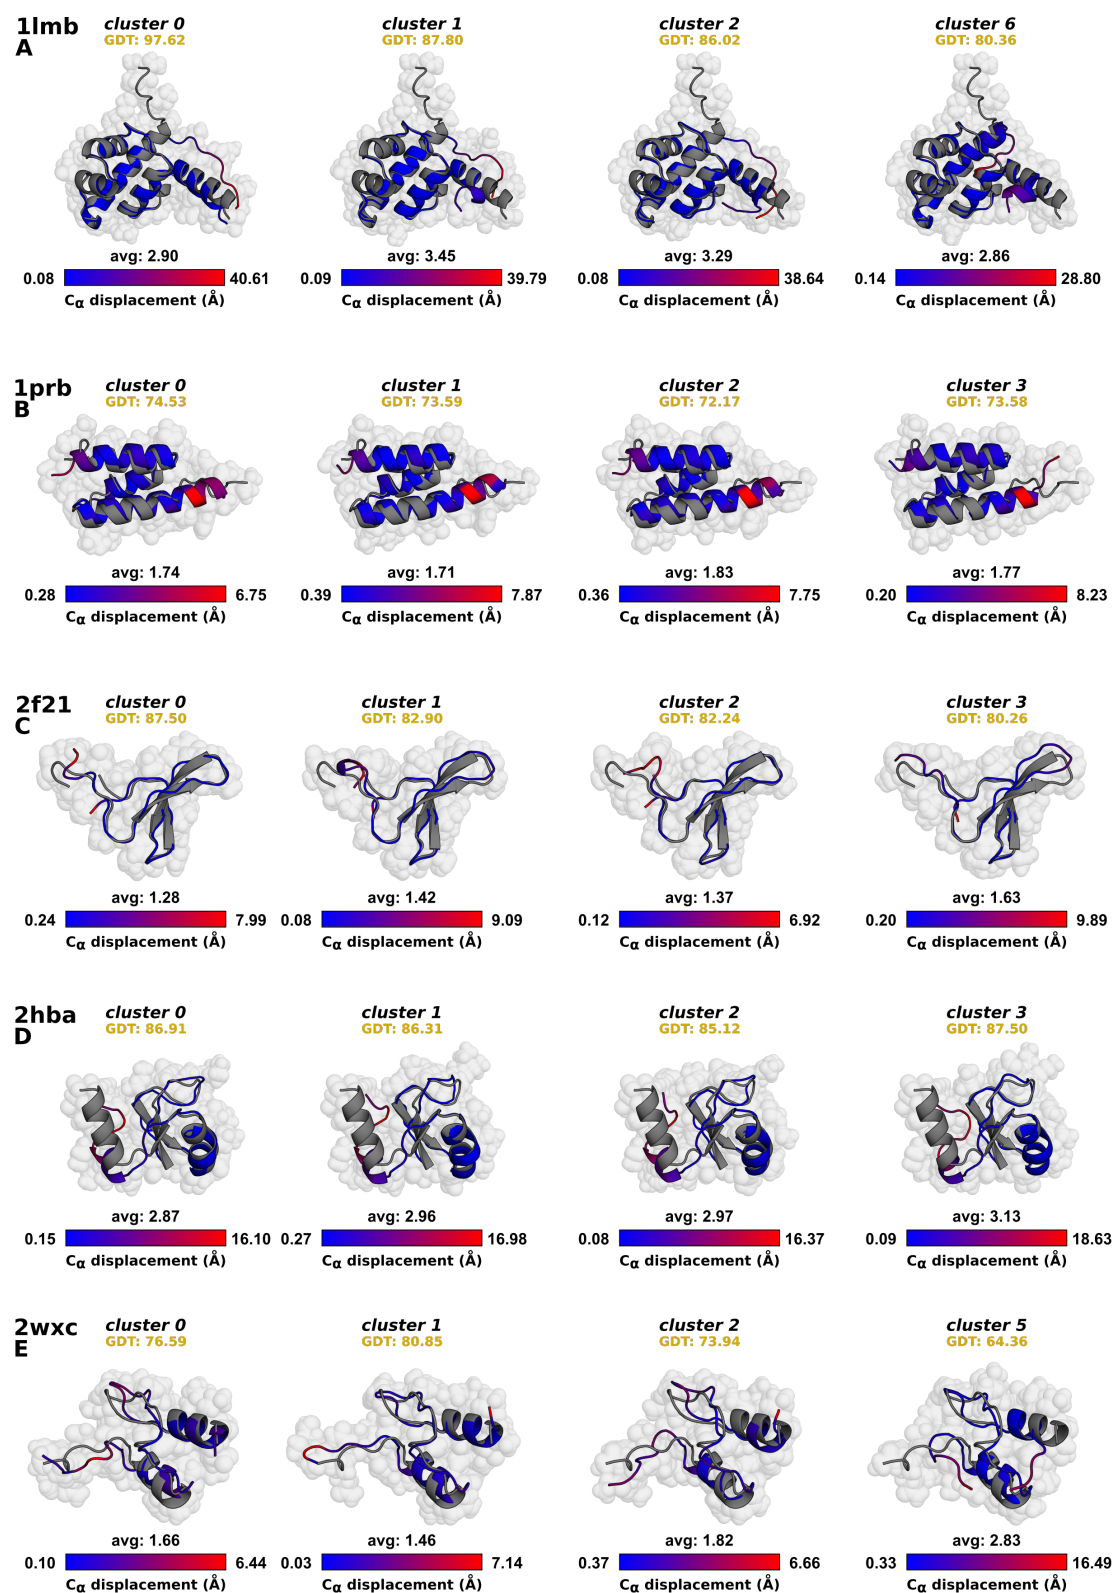 1lmb
A
cluster 0
GDT: 97.62
cluster 1
GDT: 87.80
cluster 2
GDT: 86.02
cluster 6
GDT: 80.36
avg: 2.90
0.08 40.61
Cα displacement (Å)
avg: 3.45
0.09 39.79
Cα displacement (Å)
avg: 3.29
0.08 38.64
Cα displacement (Å)
avg: 2.86
0.14 28.80
Cα displacement (Å)
1prb
B
cluster 0
GDT: 74.53
cluster 1
GDT: 73.59
cluster 2
GDT: 72.17
cluster 3
GDT: 73.58
avg: 1.74
0.28 6.75
Cα displacement (Å)
avg: 1.71
0.39 7.87
Cα displacement (Å)
avg: 1.83
0.36 7.75
Cα displacement (Å)
avg: 1.77
0.20 8.23
Cα displacement (Å)
2f21
C
cluster 0
GDT: 87.50
cluster 1
GDT: 82.90
cluster 2
GDT: 82.24
cluster 3
GDT: 80.26
avg: 1.28
0.24 7.99
Cα displacement (Å)
avg: 1.42
0.08 9.09
Cα displacement (Å)
avg: 1.37
0.12 6.92
Cα displacement (Å)
avg: 1.63
0.20 9.89
Cα displacement (Å)
2hba
D
cluster 0
GDT: 86.91
cluster 1
GDT: 86.31
cluster 2
GDT: 85.12
cluster 3
GDT: 87.50
avg: 2.87
0.15 16.10
Cα displacement (Å)
avg: 2.96
0.27 16.98
Cα displacement (Å)
avg: 2.97
0.08 16.37
Cα displacement (Å)
avg: 3.13
0.09 18.63
Cα displacement (Å)
2wxc
E
cluster 0
GDT: 76.59
cluster 1
GDT: 80.85
cluster 2
GDT: 73.94
cluster 5
GDT: 64.36
avg: 1.66
0.10 6.44
Cα displacement (Å)
avg: 1.46
0.03 7.14
Cα displacement (Å)
avg: 1.82
0.37 6.66
Cα displacement (Å)
avg: 2.83
0.33 16.49
Cα displacement (Å)